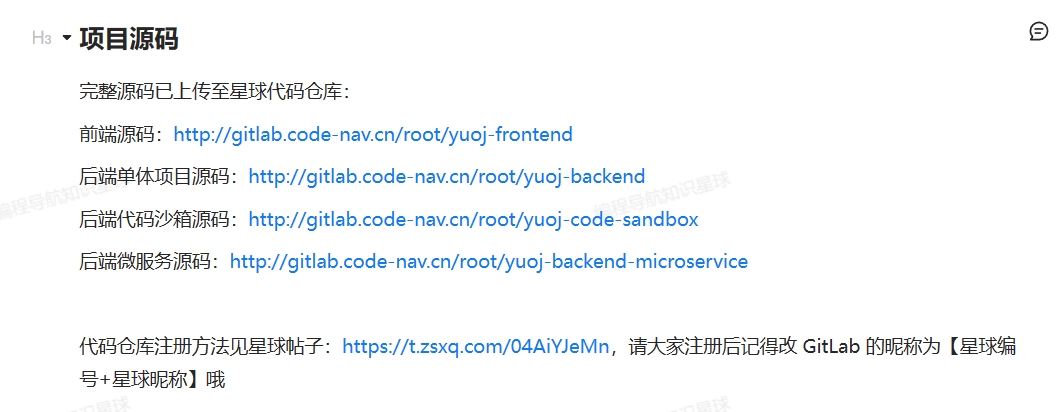 H3 项目源码
完整源码已上传至星球代码仓库：
前端源码：http://gitlab.code-nav.cn/root/yuoj-frontend
后端单体项目源码：http://gitlab.code-nav.cn/root/yuoj-backend
编程导航知识星球
编程导航知识星球
后端代码沙箱源码：http://gitlab.code-nav.cn/root/yuoj-code-sandbox
后端微服务源码：http://gitlab.code-nav.cn/root/yuoj-backend-microservice
代码仓库注册方法见星球帖子：https://t.zsxq.com/04AiYJeMn，请大家注册后记得改 GitLab 的昵称为【星球编
号+星球昵称】哦